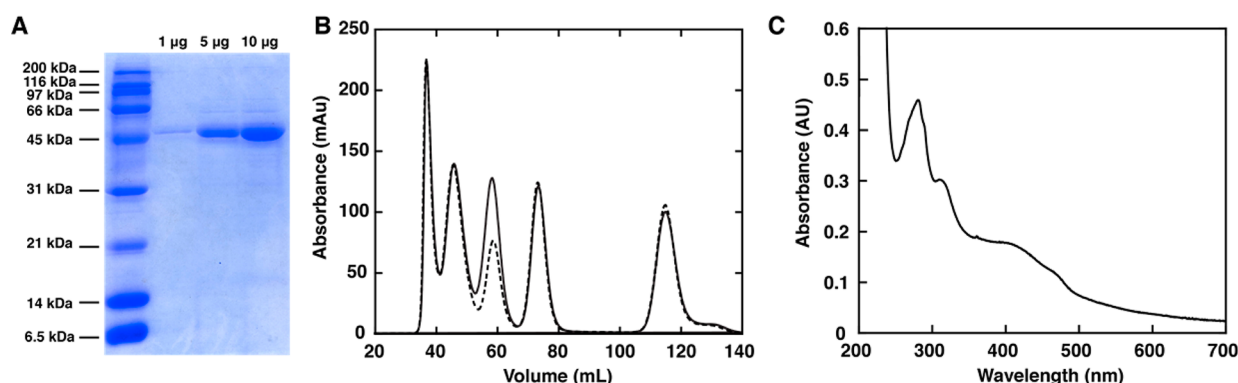 A
1 µg 5 µg 10 µg
200 kDa
116 kDa
97 kDa
66 kDa
45 kDa
31 kDa
21 kDa
14 kDa
6.5 kDa
B
250
200
150
100
50
0
20 40 60 80 100 120 140
Absorbance (mAu)
Volume (mL)
C
0.6
0.5
0.4
0.3
0.2
0.1
0
200 300 400 500 600 700
Absorbance (AU)
Wavelength (nm)